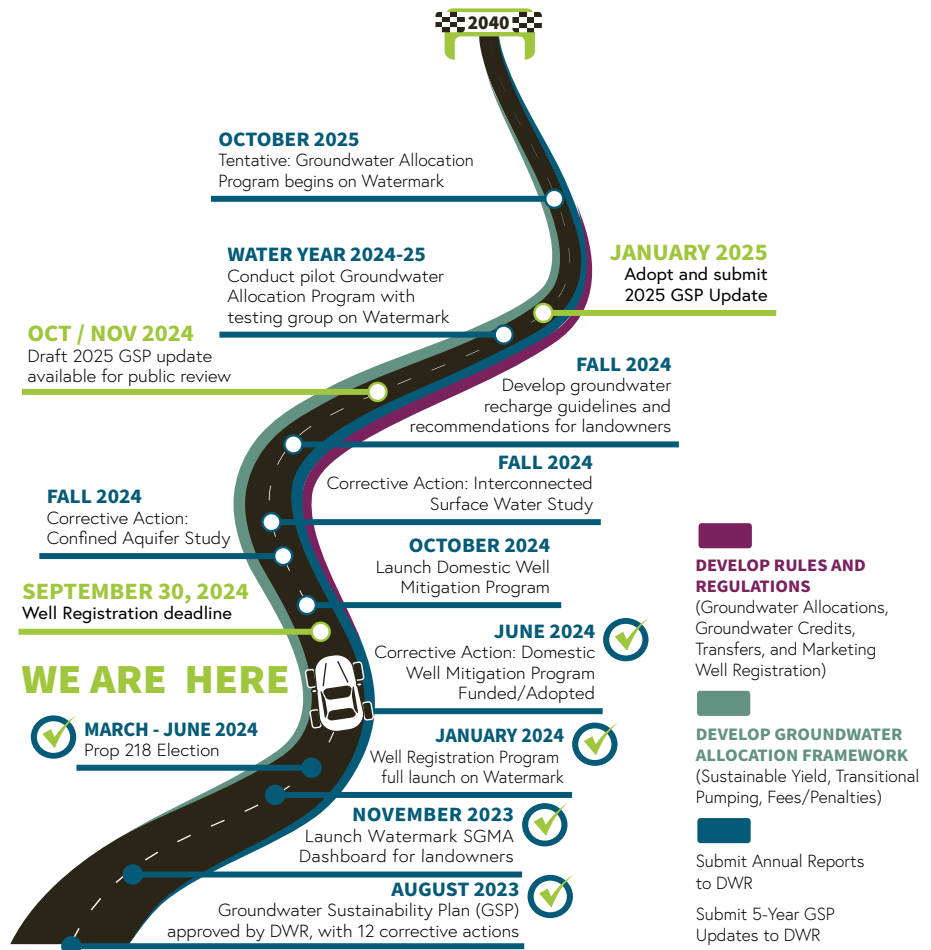 2040
OCTOBER 2025
Tentative: Groundwater Allocation
Program begins on Watermark
WATER YEAR 2024-25
Conduct pilot Groundwater
Allocation Program with
testing group on Watermark
JANUARY 2025
Adopt and submit
2025 GSP Update
OCT / NOV 2024
Draft 2025 GSP update
available for public review
FALL 2024
Develop groundwater
recharge guidelines and
recommendations for landowners
FALL 2024
Corrective Action: Interconnected
Surface Water Study
FALL 2024
Corrective Action:
Confined Aquifer Study
OCTOBER 2024
Launch Domestic Well
Mitigation Program
SEPTEMBER 30, 2024
Well Registration deadline
JUNE 2024
Corrective Action: Domestic
Well Mitigation Program
Funded/Adopted
WE ARE HERE
MARCH - JUNE 2024
Prop 218 Election
JANUARY 2024
Well Registration Program
full launch on Watermark
NOVEMBER 2023
Launch Watermark SGMA
Dashboard for landowners
AUGUST 2023
Groundwater Sustainability Plan (GSP)
approved by DWR, with 12 corrective actions
DEVELOP RULES AND
REGULATIONS
(Groundwater Allocations,
Groundwater Credits,
Transfers, and Marketing
Well Registration)
DEVELOP GROUNDWATER
ALLOCATION FRAMEWORK
(Sustainable Yield, Transitional
Pumping, Fees/Penalties)
Submit Annual Reports
to DWR
Submit 5-Year GSP
Updates to DWR